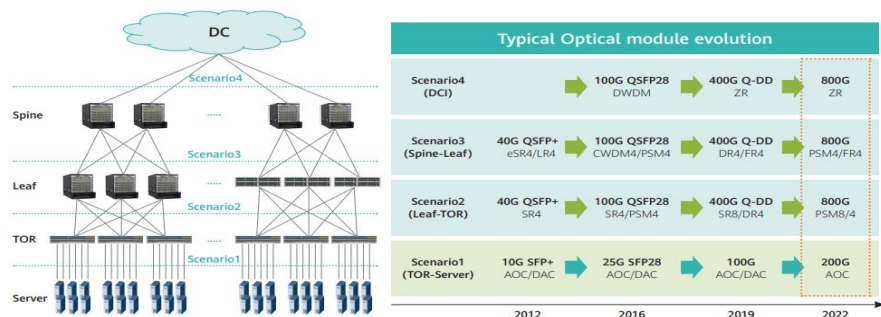 DC
Scenario4
Spine
.....
Scenario3
Leaf
.....
Scenario2
TOR
.....
Scenario1
Server
Typical Optical module evolution
Scenario4
(DCI)
100G QSFP28
DWDM
400G Q-DD
ZR
800G
ZR
Scenario3
(Spine-Leaf)
40G QSFP+
eSR4/LR4
100G QSFP28
CWDM4/PSM4
400G Q-DD
DR4/FR4
800G
PSM4/FR4
Scenario2
(Leaf-TOR)
40G QSFP+
SR4
100G QSFP28
SR4/PSM4
400G Q-DD
SR8/DR4
800G
PSM8/4
Scenario1
(TOR-Server)
10G SFP+
AOC/DAC
25G SFP28
AOC/DAC
100G
AOC/DAC
200G
AOC
2012
2016
2019
2022